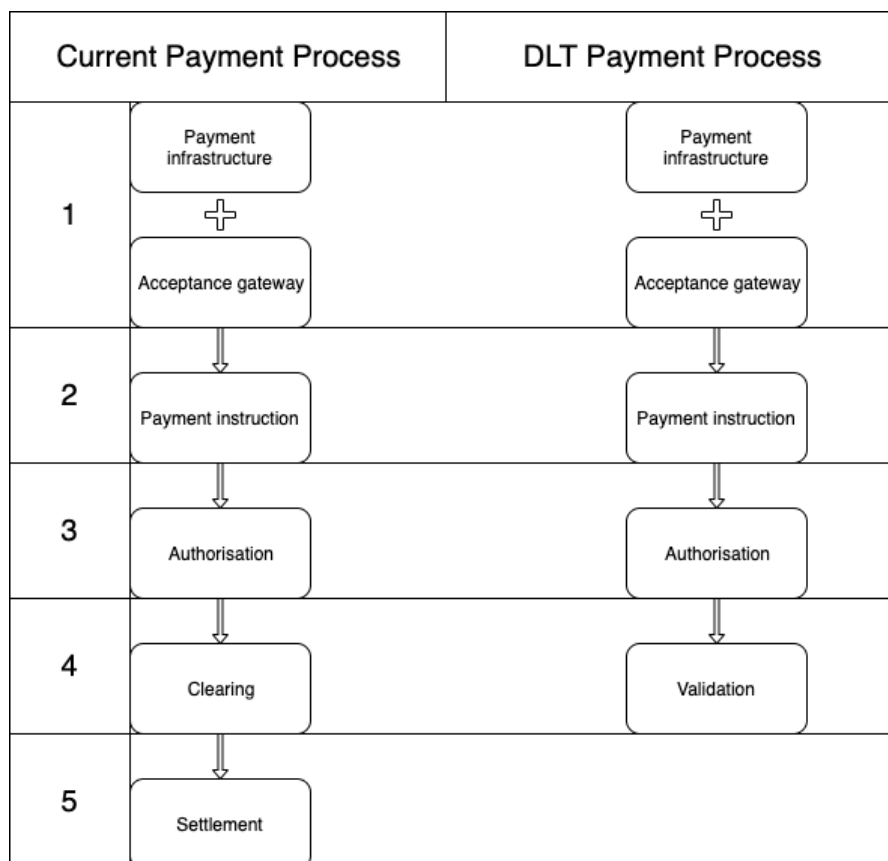 Current Payment Process
DLT Payment Process
1
Payment
infrastructure
Payment
infrastructure
Acceptance gateway
Acceptance gateway
2
Payment instruction
Payment instruction
3
Authorisation
Authorisation
4
Clearing
Validation
5
Settlement